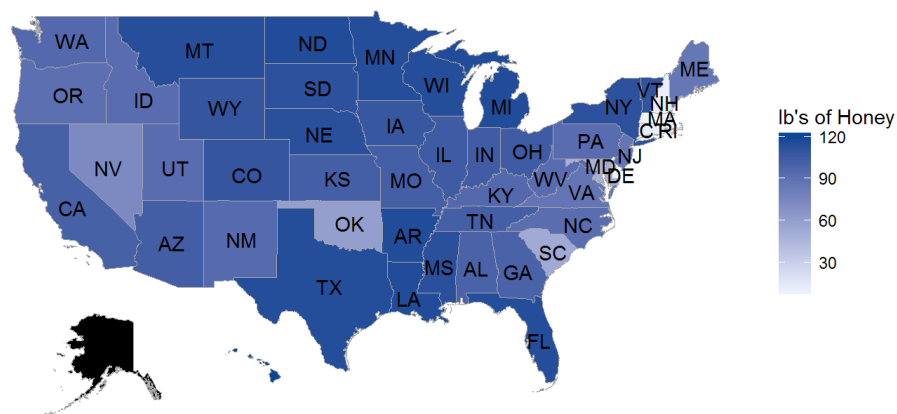 WA
MT
ND
MN
ME
OR
ID
WY
SD
WI
MI
VT
NH
NY
MA
C RI
NV
UT
CO
NE
IA
IL
IN
OH
PA
NJ
CA
KS
MO
KY
WV
MD
DE
VA
AZ
NM
OK
AR
TN
NC
TX
LA
MS
AL
GA
SC
FL
lb's of Honey
120
90
60
30